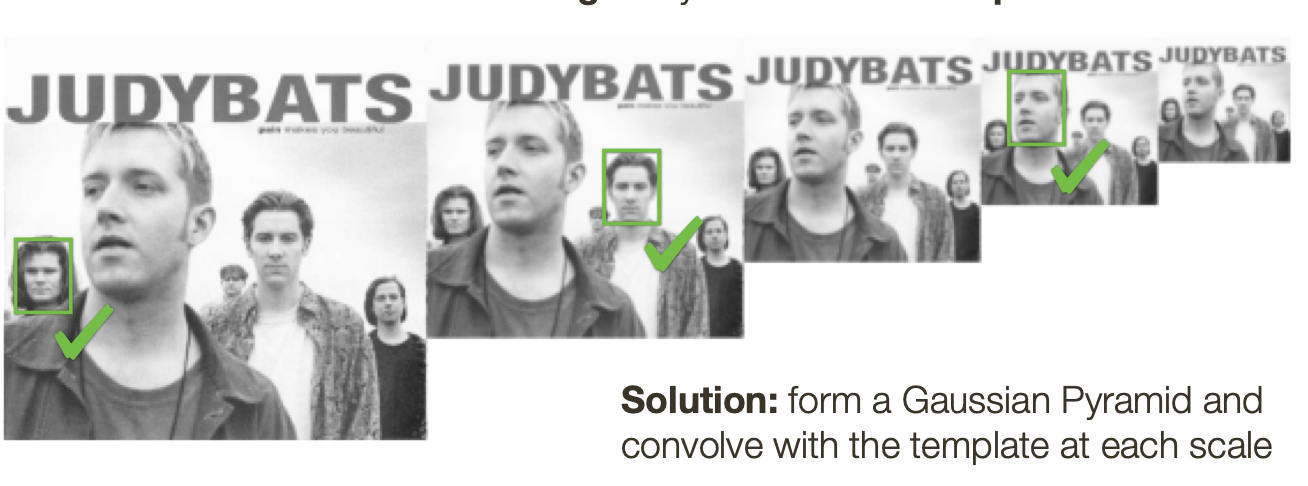 JUDYBATS
pain makes you beautiful
JUDYBATS
pain makes you beautiful
JUDYBATS
JUDYBATS
JUDYBATS
Solution: form a Gaussian Pyramid and
convolve with the template at each scale